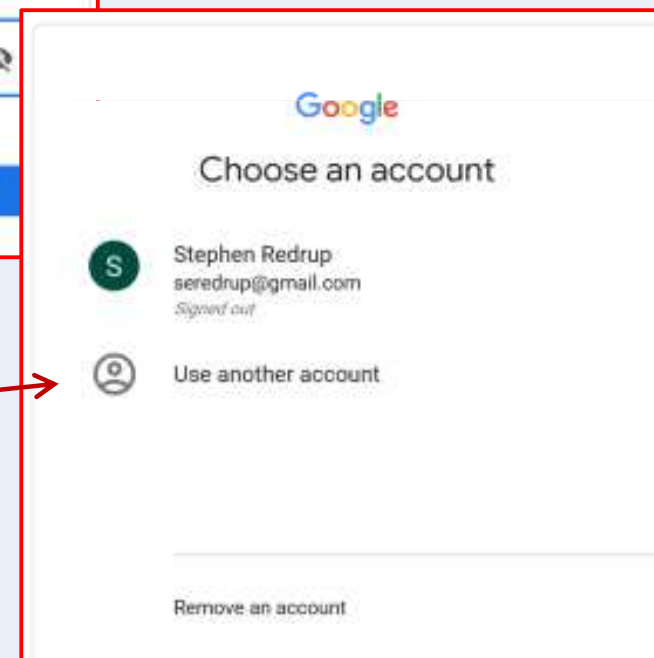 Google
Choose an account
S
Stephen Redrup
seredrup@gmail.com
Signed out
Use another account
Remove an account